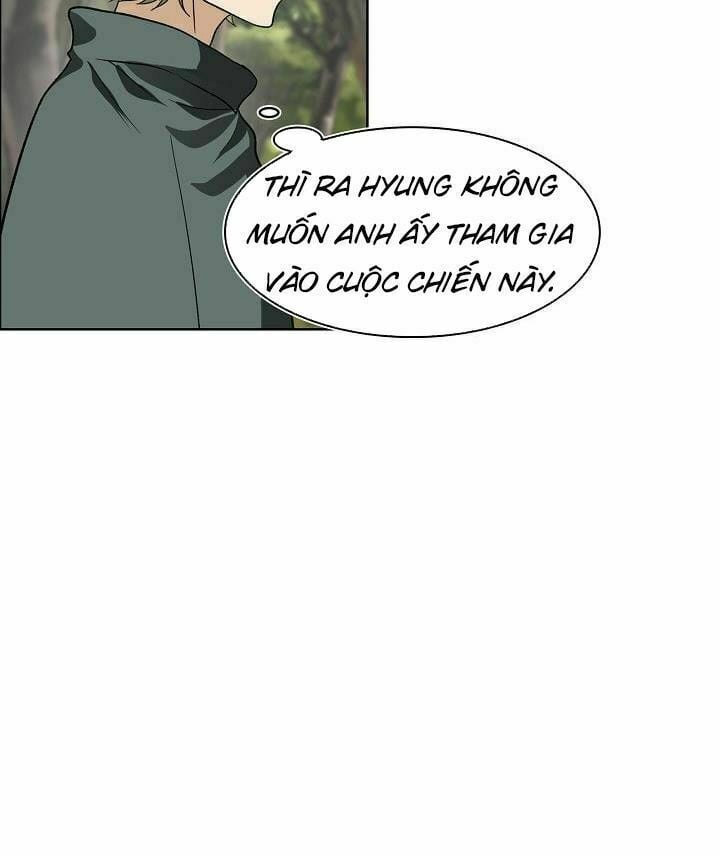 THÌ RA HYUNG KHÔNG
MUỐN ANH ẤY THAM GIA
VÀO CUỘC CHIẾN NÀY.